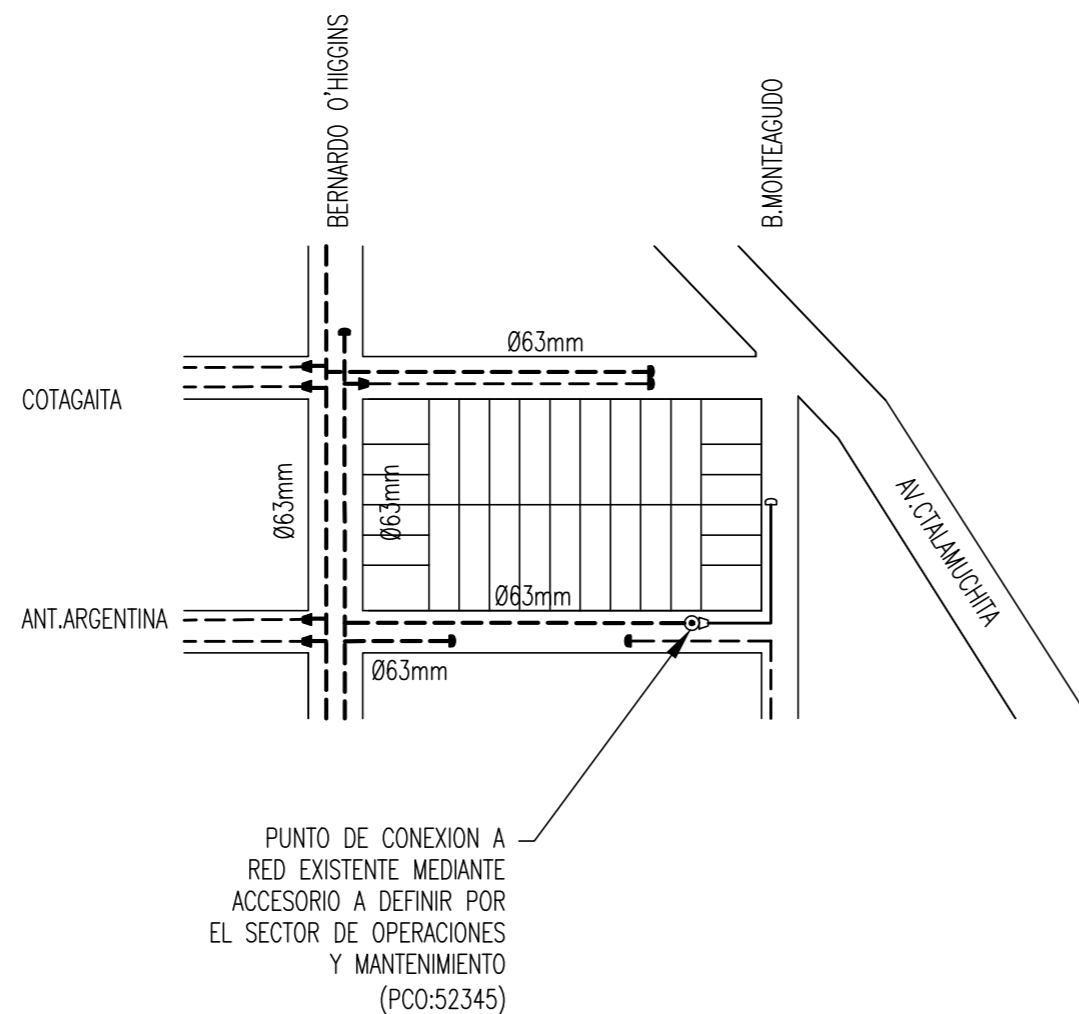 BERNARDO O'HIGGINS
B.MONTEAGUDO
Ø63mm
COTAGAITA
Ø63mm
Ø63mm
AV.CTALAMUCHITA
Ø63mm
ANT.ARGENTINA
Ø63mm
PUNTO DE CONEXION A
RED EXISTENTE MEDIANTE
ACCESORIO A DEFINIR POR
EL SECTOR DE OPERACIONES
Y MANTENIMIENTO
(PCO:52345)